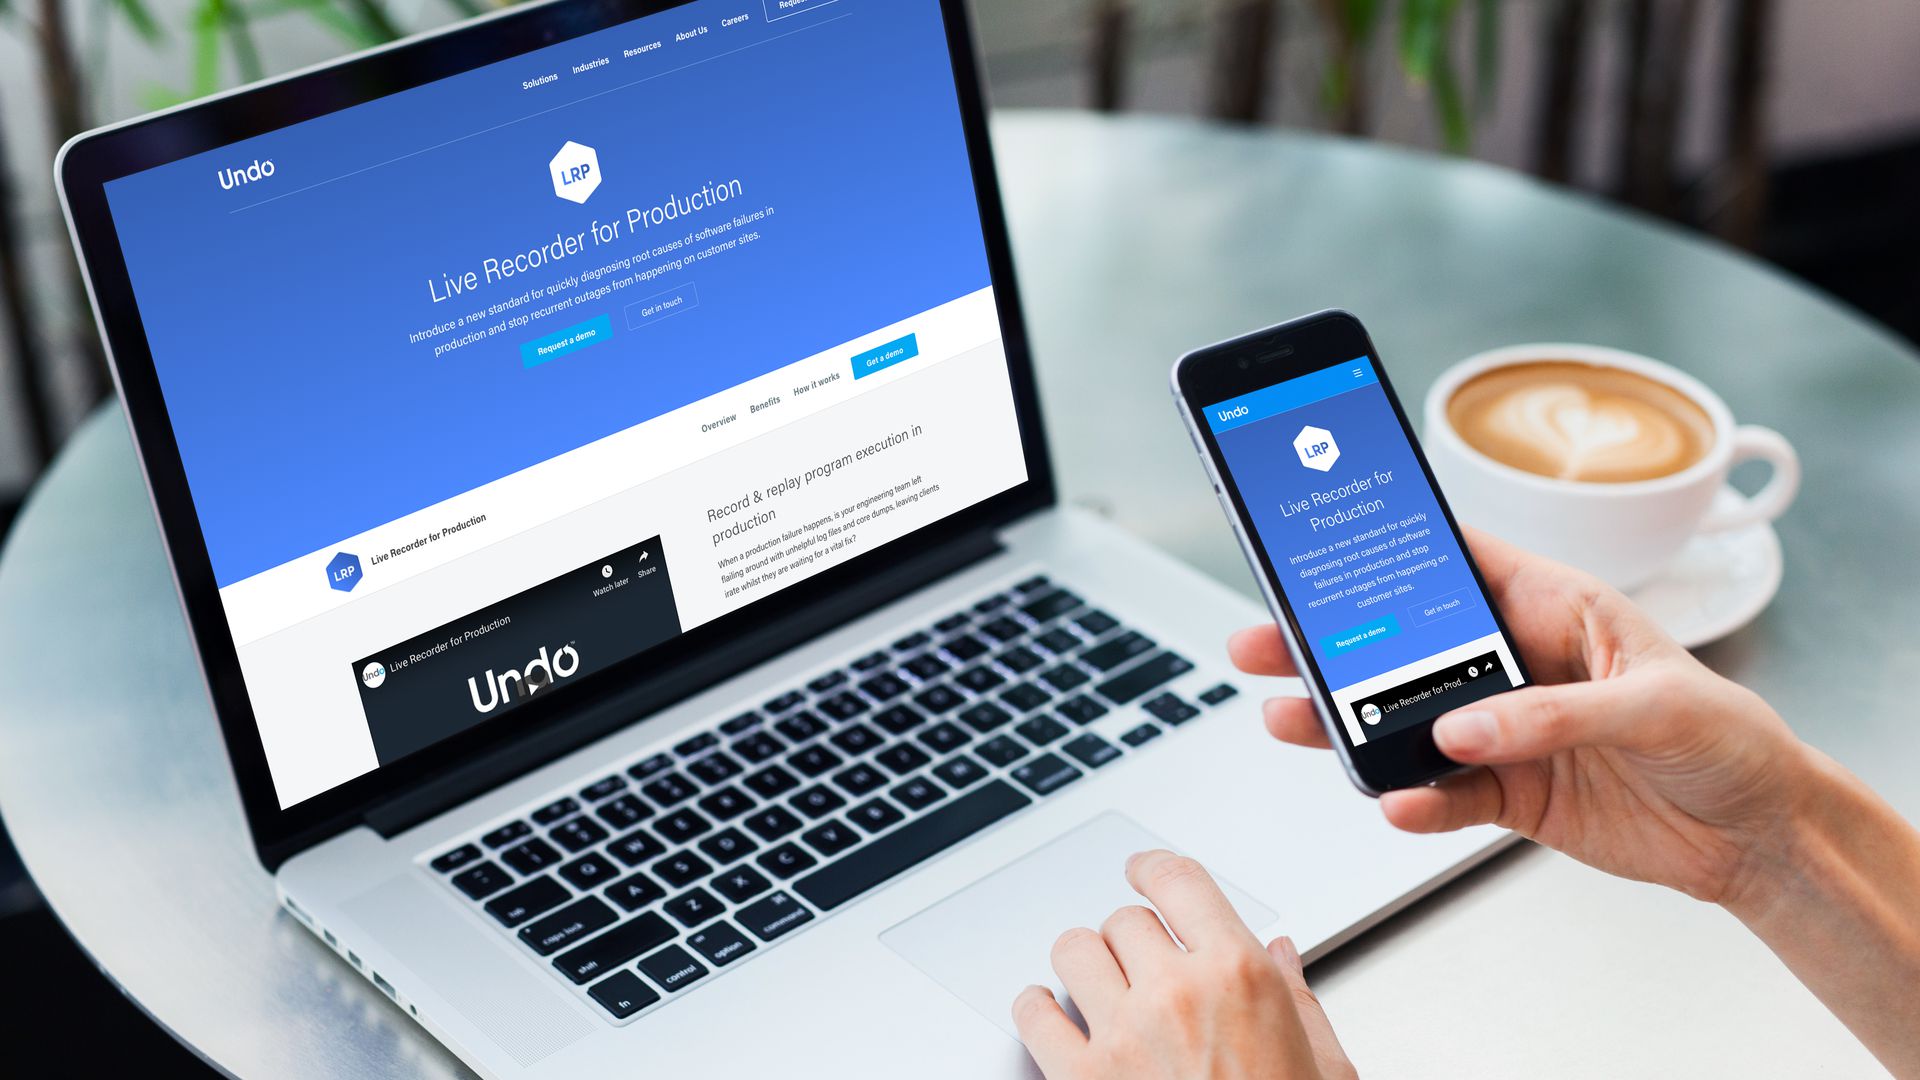 Solutions Industries Resources About Us Careers
Undo
LRP
Live Recorder for Production
Introduce a new standard for quickly diagnosing root causes of software failures in
production and stop recurrent outages from happening on customer sites.
Request a demo Get in touch
LRP Live Recorder for Production
Overview Benefits How it works Get a demo
Undo Live Recorder for Production
Watch later Share
Undo
Record & replay program execution in
production
When a production failure happens, is your engineering team left
flailing around with unhelpful log files and core dumps, leaving clients
irate whilst they are waiting for a vital fix?
tab
caps lock
shift
fn control option command
Q W E R
A S D
Z X C V B N M
Undo
LRP
Live Recorder for
Production
Introduce a new standard for quickly
diagnosing root causes of software
failures in production and stop
recurrent outages from happening on
customer sites.
Request a demo Get in touch
Undo Live Recorder for Prod...